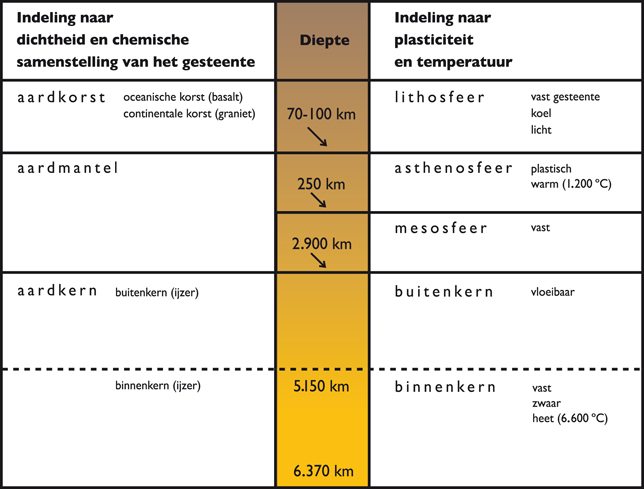 Indeling naar
dichtheid en chemische
samenstelling van het gesteente
Diepte
Indeling naar
plasticiteit
en temperatuur
aardkorst
oceanische korst (basalt)
continentale korst (graniet)
70-100 km
lithosfeer
vast gesteente
koel
licht
aardmantel
250 km
asthenosfeer
plastisch
warm (1.200 °C)
2.900 km
mesosfeer
vast
aardkern
buitenkern (ijzer)
buitenkern
vloeibaar
binnenkern (ijzer)
5.150 km
binnenkern
vast
zwaar
heet (6.600 °C)
6.370 km